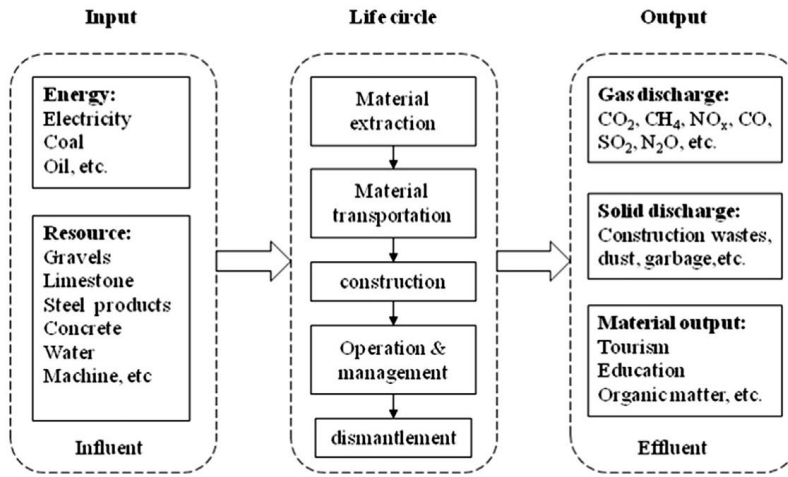 Input
Energy:
Electricity
Coal
Oil, etc.
Resource:
Gravels
Limestone
Steel products
Concrete
Water
Machine, etc
Influent
Life circle
Material
extraction
Material
transportation
construction
Operation &
management
dismantlement
Output
Gas discharge:
CO₂, CH₄, NOₓ, CO,
SO₂, N₂O, etc.
Solid discharge:
Construction wastes,
dust, garbage,etc.
Material output:
Tourism
Education
Organic matter, etc.
Effluent